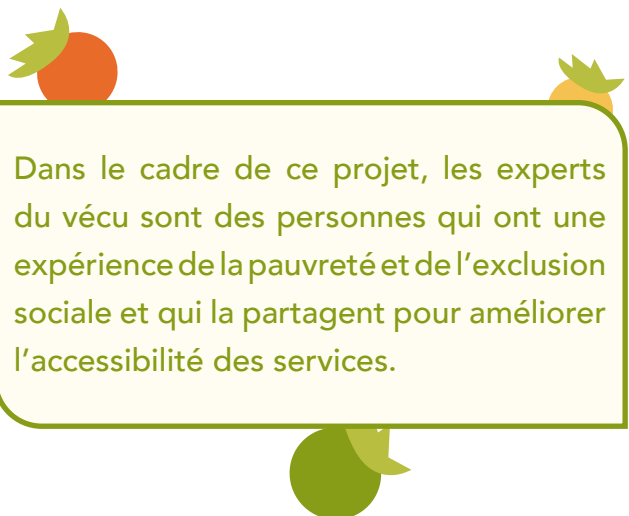 Dans le cadre de ce projet, les experts
du vécu sont des personnes qui ont une
expérience de la pauvreté et de l'exclusion
sociale et qui la partagent pour améliorer
l'accessibilité des services.